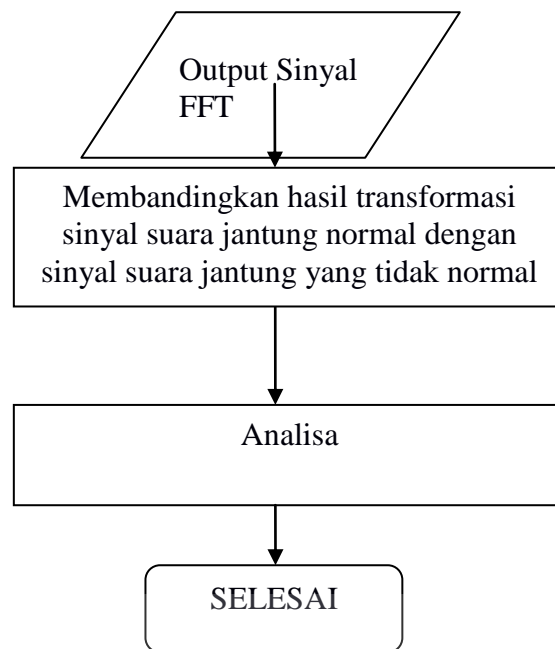 Output Sinyal
FFT
Membandingkan hasil transformasi
sinyal suara jantung normal dengan
sinyal suara jantung yang tidak normal
Analisa
SELESAI